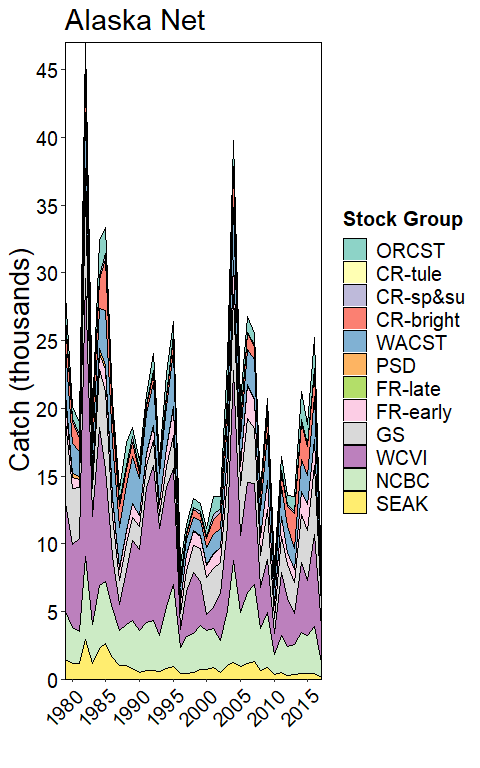 Alaska Net
Catch (thousands)
45
40
35
30
25
20
15
10
5
0
1980 1985 1990 1995 2000 2005 2010 2015
Stock Group
ORCST
CR-tule
CR-sp&su
CR-bright
WACST
PSD
FR-late
FR-early
GS
WCVI
NCBC
SEAK